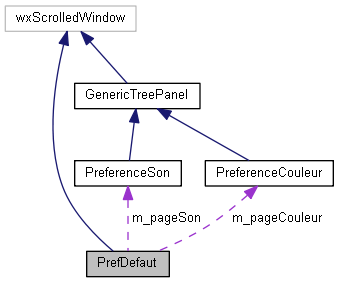 wxScrolledWindow
GenericTreePanel
PreferenceSon
PreferenceCouleur
m_pageSon
m_pageCouleur
PrefDefaut